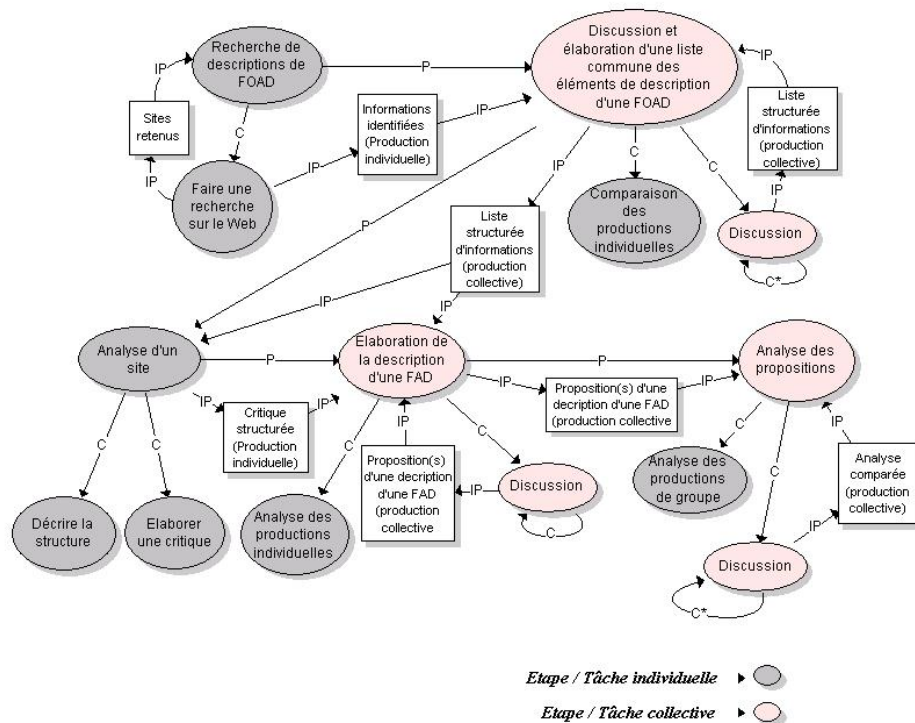 Recherche de
descriptions de
FOAD
Discussion et
élaboration d'une liste
commune des
éléments de description
d'une FOAD
IP
P
IP
Sites
retenus
C
Informations
identifiées
(Production
individuelle)
IP
Liste
structurée
d'informations
(production
collective)
IP
IP
Faire une
recherche
sur le Web
IP
C
C
IP
P
Comparaison
des
productions
individuelles
Discussion
C*
Liste
structurée
d'informations
(production
collective)
IP
IP
Analyse d'un
site
P
Elaboration de
la description
d'une FAD
P
Analyse des
propositions
IP
Critique
structurée
(Production
individuelle)
IP
IP
Proposition(s) d'une
decription d'une FAD
(production collective
IP
C
C
C
IP
Proposition(s)
d'une decription
d'une FAD
(production
collective
C
IP
Discussion
C
C
Analyse des
productions
de groupe
C
IP
Analyse
comparée
(production
collective)
Décrire la
structure
Elaborer
une critique
Analyse des
productions
individuelles
IP
Discussion
C*
Etape / Tâche individuelle
Etape / Tâche collective